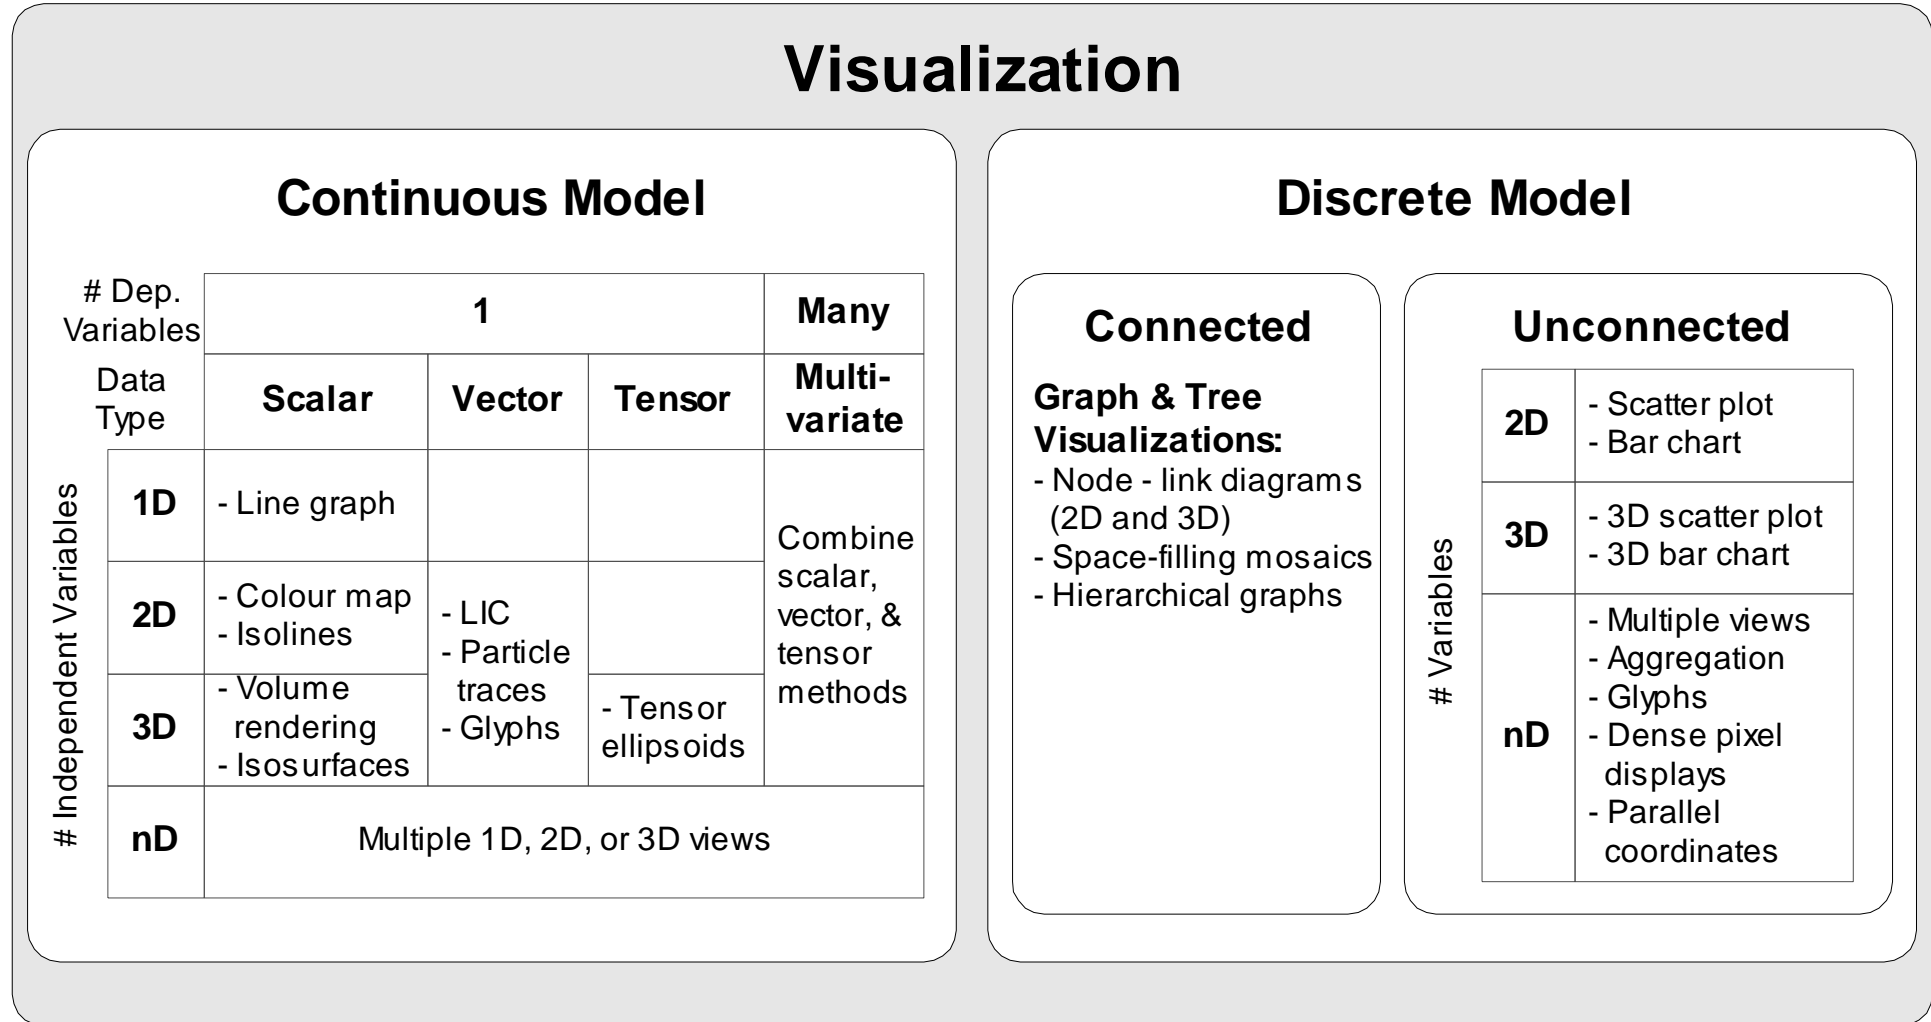 Visualization
Continuous Model
# Dep.
Variables
1
Many
Data
Type
Scalar
Vector
Tensor
Multi-
variate
# Independent Variables
1D
- Line graph
2D
- Colour map
- Isolines
3D
- Volume
rendering
- Isosurfaces
- LIC
- Particle
traces
- Glyphs
- Tensor
ellipsoids
Combine
scalar,
vector, &
tensor
methods
nD
Multiple 1D, 2D, or 3D views
Discrete Model
Connected
Graph & Tree
Visualizations:
- Node - link diagrams
(2D and 3D)
- Space-filling mosaics
- Hierarchical graphs
Unconnected
# Variables
2D
- Scatter plot
- Bar chart
3D
- 3D scatter plot
- 3D bar chart
nD
- Multiple views
- Aggregation
- Glyphs
- Dense pixel
displays
- Parallel
coordinates